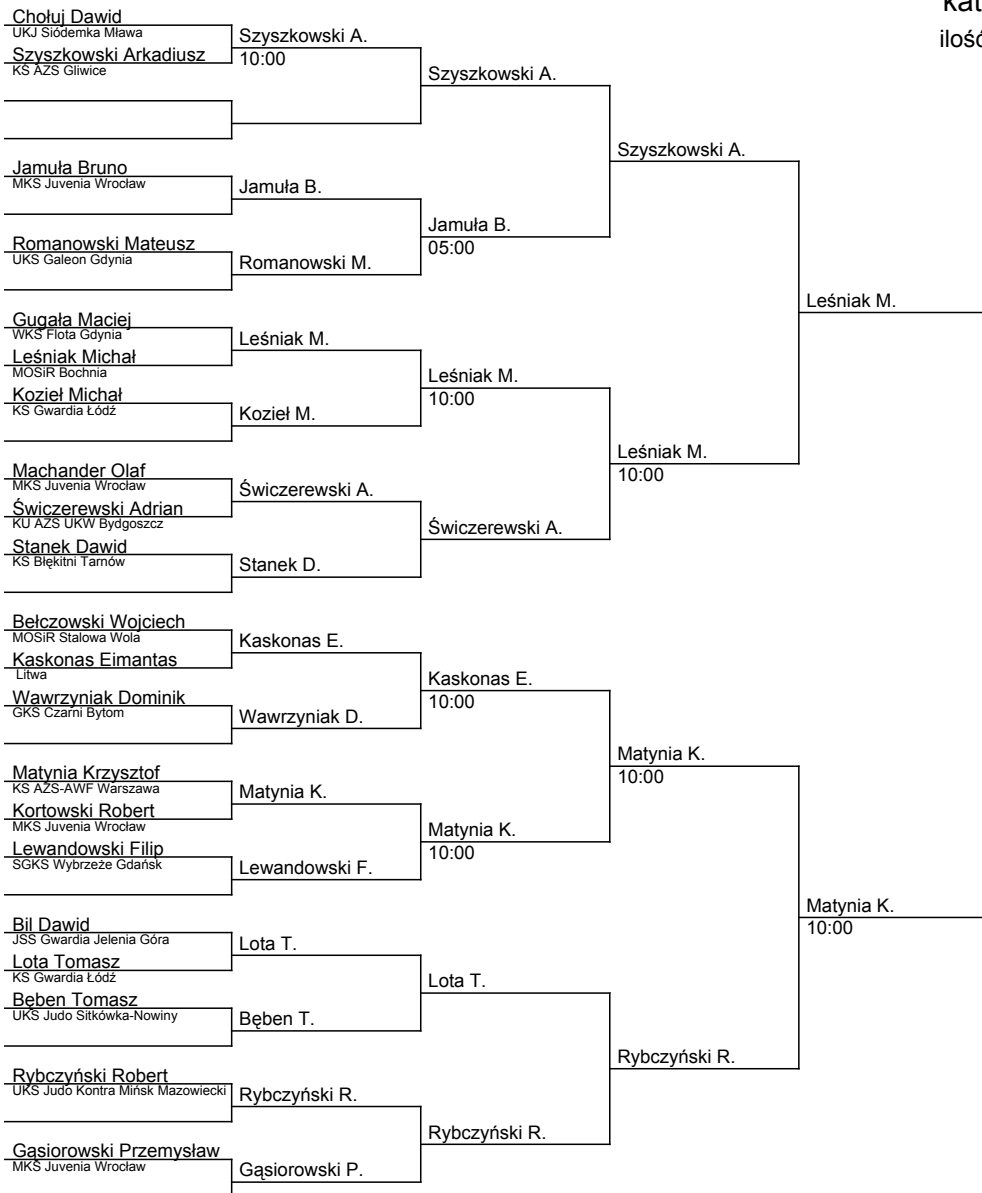 kat
ilość
Chołuj Dawid
UKJ Siódemka Mława
Szyszkowski Arkadiusz
KS AZS Gliwice
Jamuła Bruno
MKS Juvenia Wrocław
Romanowski Mateusz
UKS Galeon Gdynia
Gugała Maciej
WKS Flota Gdynia
Leśniak Michał
MOSiR Bochnia
Kozieł Michał
KS Gwardia Łódź
Machander Olaf
MKS Juvenia Wrocław
Świczerewski Adrian
KU AZS UKW Bydgoszcz
Stanek Dawid
KS Błękitni Tarnów
Bełczowski Wojciech
MOSiR Stalowa Wola
Kaskonas Eimantas
Litwa
Wawrzyniak Dominik
GKS Czarni Bytom
Matynia Krzysztof
KS AZS-AWF Warszawa
Kortowski Robert
MKS Juvenia Wrocław
Lewandowski Filip
SGKS Wybrzeże Gdańsk
Bil Dawid
JSS Gwardia Jelenia Góra
Lota Tomasz
KS Gwardia Łódź
Bęben Tomasz
UKS Judo Sitkówka-Nowiny
Rybczyński Robert
UKS Judo Kontra Mińsk Mazowiecki
Gąsiorowski Przemysław
MKS Juvenia Wrocław
Szyszkowski A.
10:00
Jamuła B.
Romanowski M.
Leśniak M.
Kozieł M.
Świczerewski A.
Stanek D.
Kaskonas E.
Wawrzyniak D.
Matynia K.
Lewandowski F.
Lota T.
Bęben T.
Rybczyński R.
Gąsiorowski P.
Szyszkowski A.
Jamuła B.
05:00
Leśniak M.
10:00
Świczerewski A.
Kaskonas E.
10:00
Matynia K.
10:00
Lota T.
Rybczyński R.
Szyszkowski A.
Leśniak M.
10:00
Matynia K.
10:00
Rybczyński R.
Leśniak M.
Matynia K.
10:00